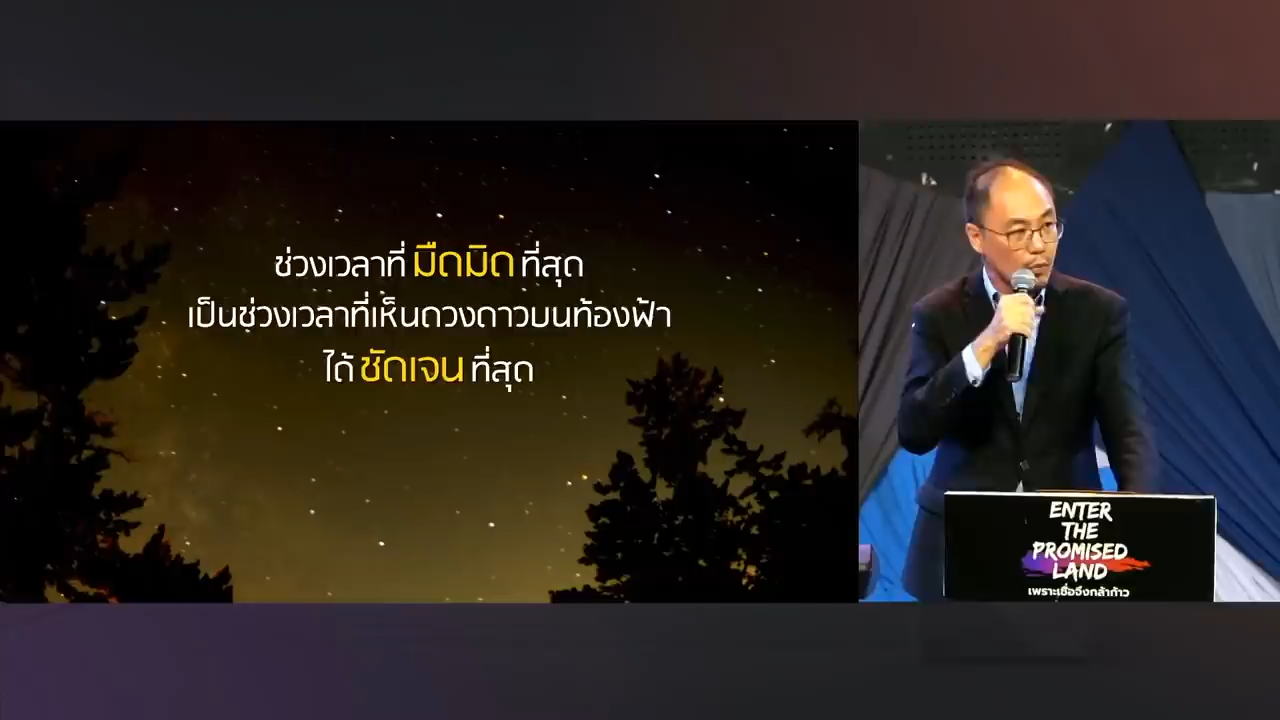 ช่วงเวลาที่ มืดมิด ที่สุด
เป็นช่วงเวลาที่เห็นดวงดาวบนท้องฟ้า
ได้ ชัดเจน ที่สุด
ENTER
THE
PROMISED
LAND
เพราะเชื่อจึงกล้าก้าว